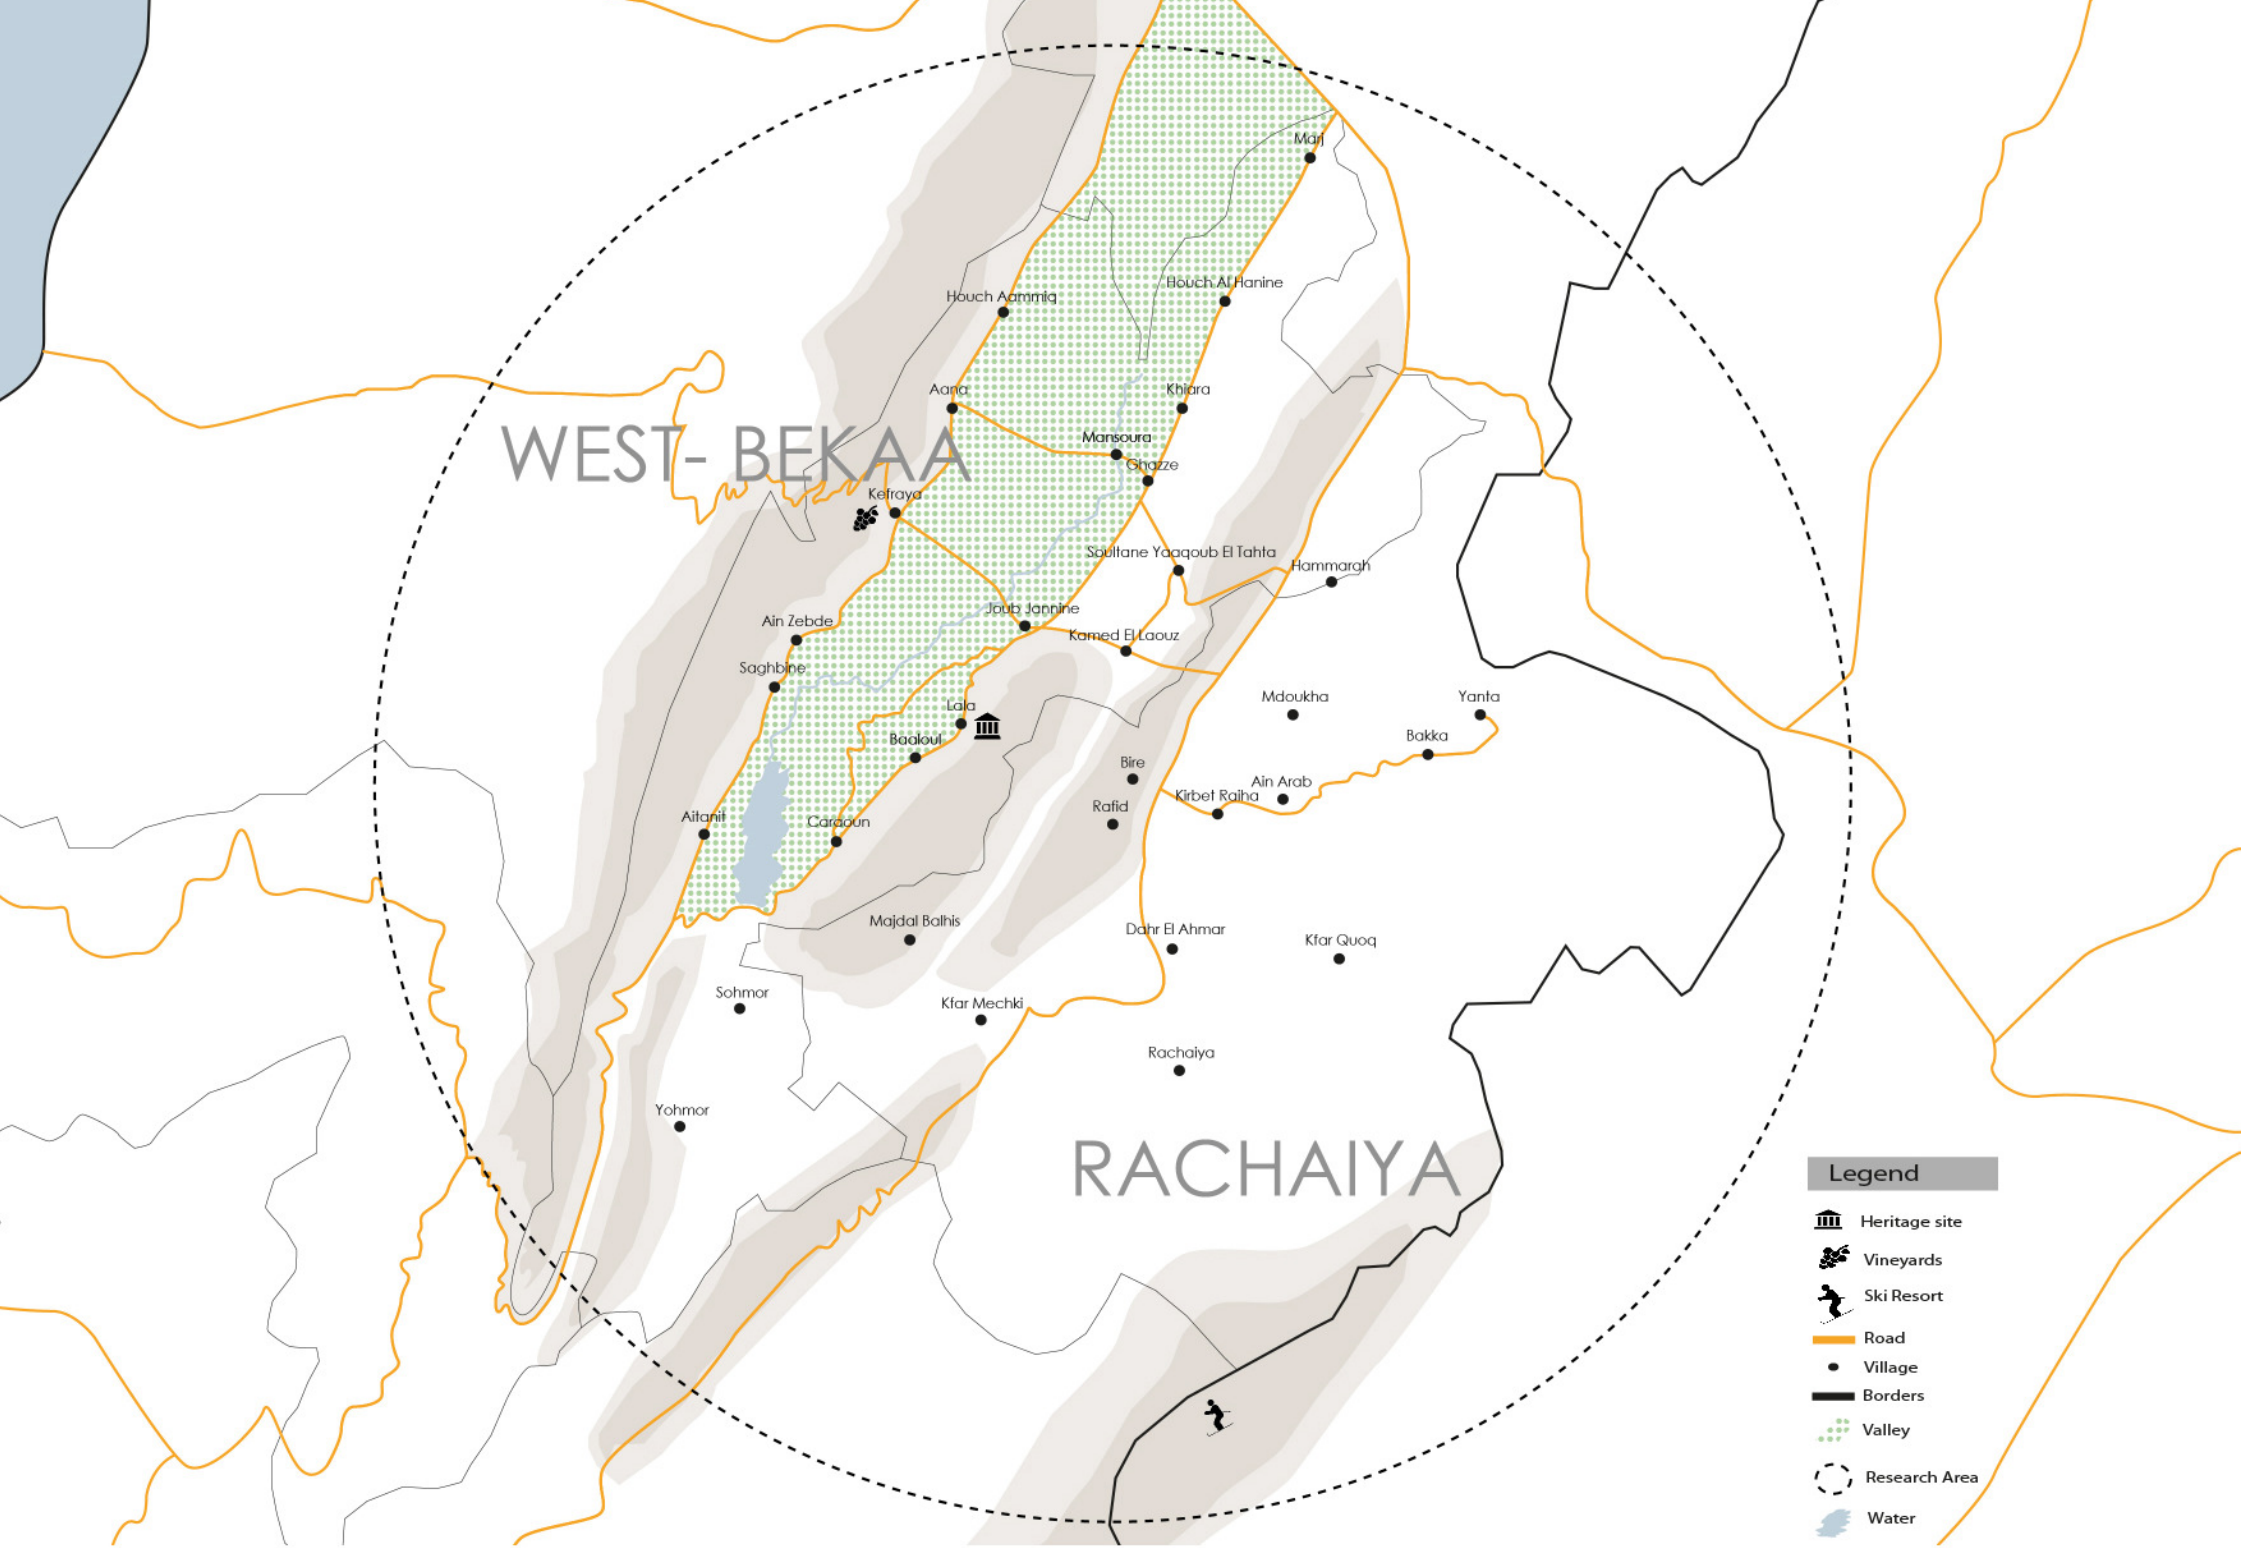 Marj
Houch Al Hanine
Houch Aammiq
Aana
Khiara
WEST- BEKAA
Mansoura
Ghazze
Kefraya
Soultane Yaaqoub El Tahta
Hammarah
Joub Jannine
Ain Zebde
Kamed El Laouz
Saghbine
Mdoukha
Yanta
Lala
Baaloul
Bakka
Bire
Ain Arab
Kirbet Raiha
Rafid
Aitanit
Caraoun
Majdal Balhis
Dahr El Ahmar
Kfar Quoq
Sohmor
Kfar Mechki
Rachaiya
Yohmor
RACHAIYA
Legend
Heritage site
Vineyards
Ski Resort
Road
Village
Borders
Valley
Research Area
Water